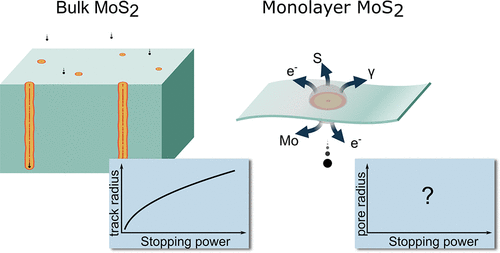 Bulk MoS2
Monolayer MoS2
S
e-
γ
Mo
e-
track radius
Stopping power
pore radius
?
Stopping power